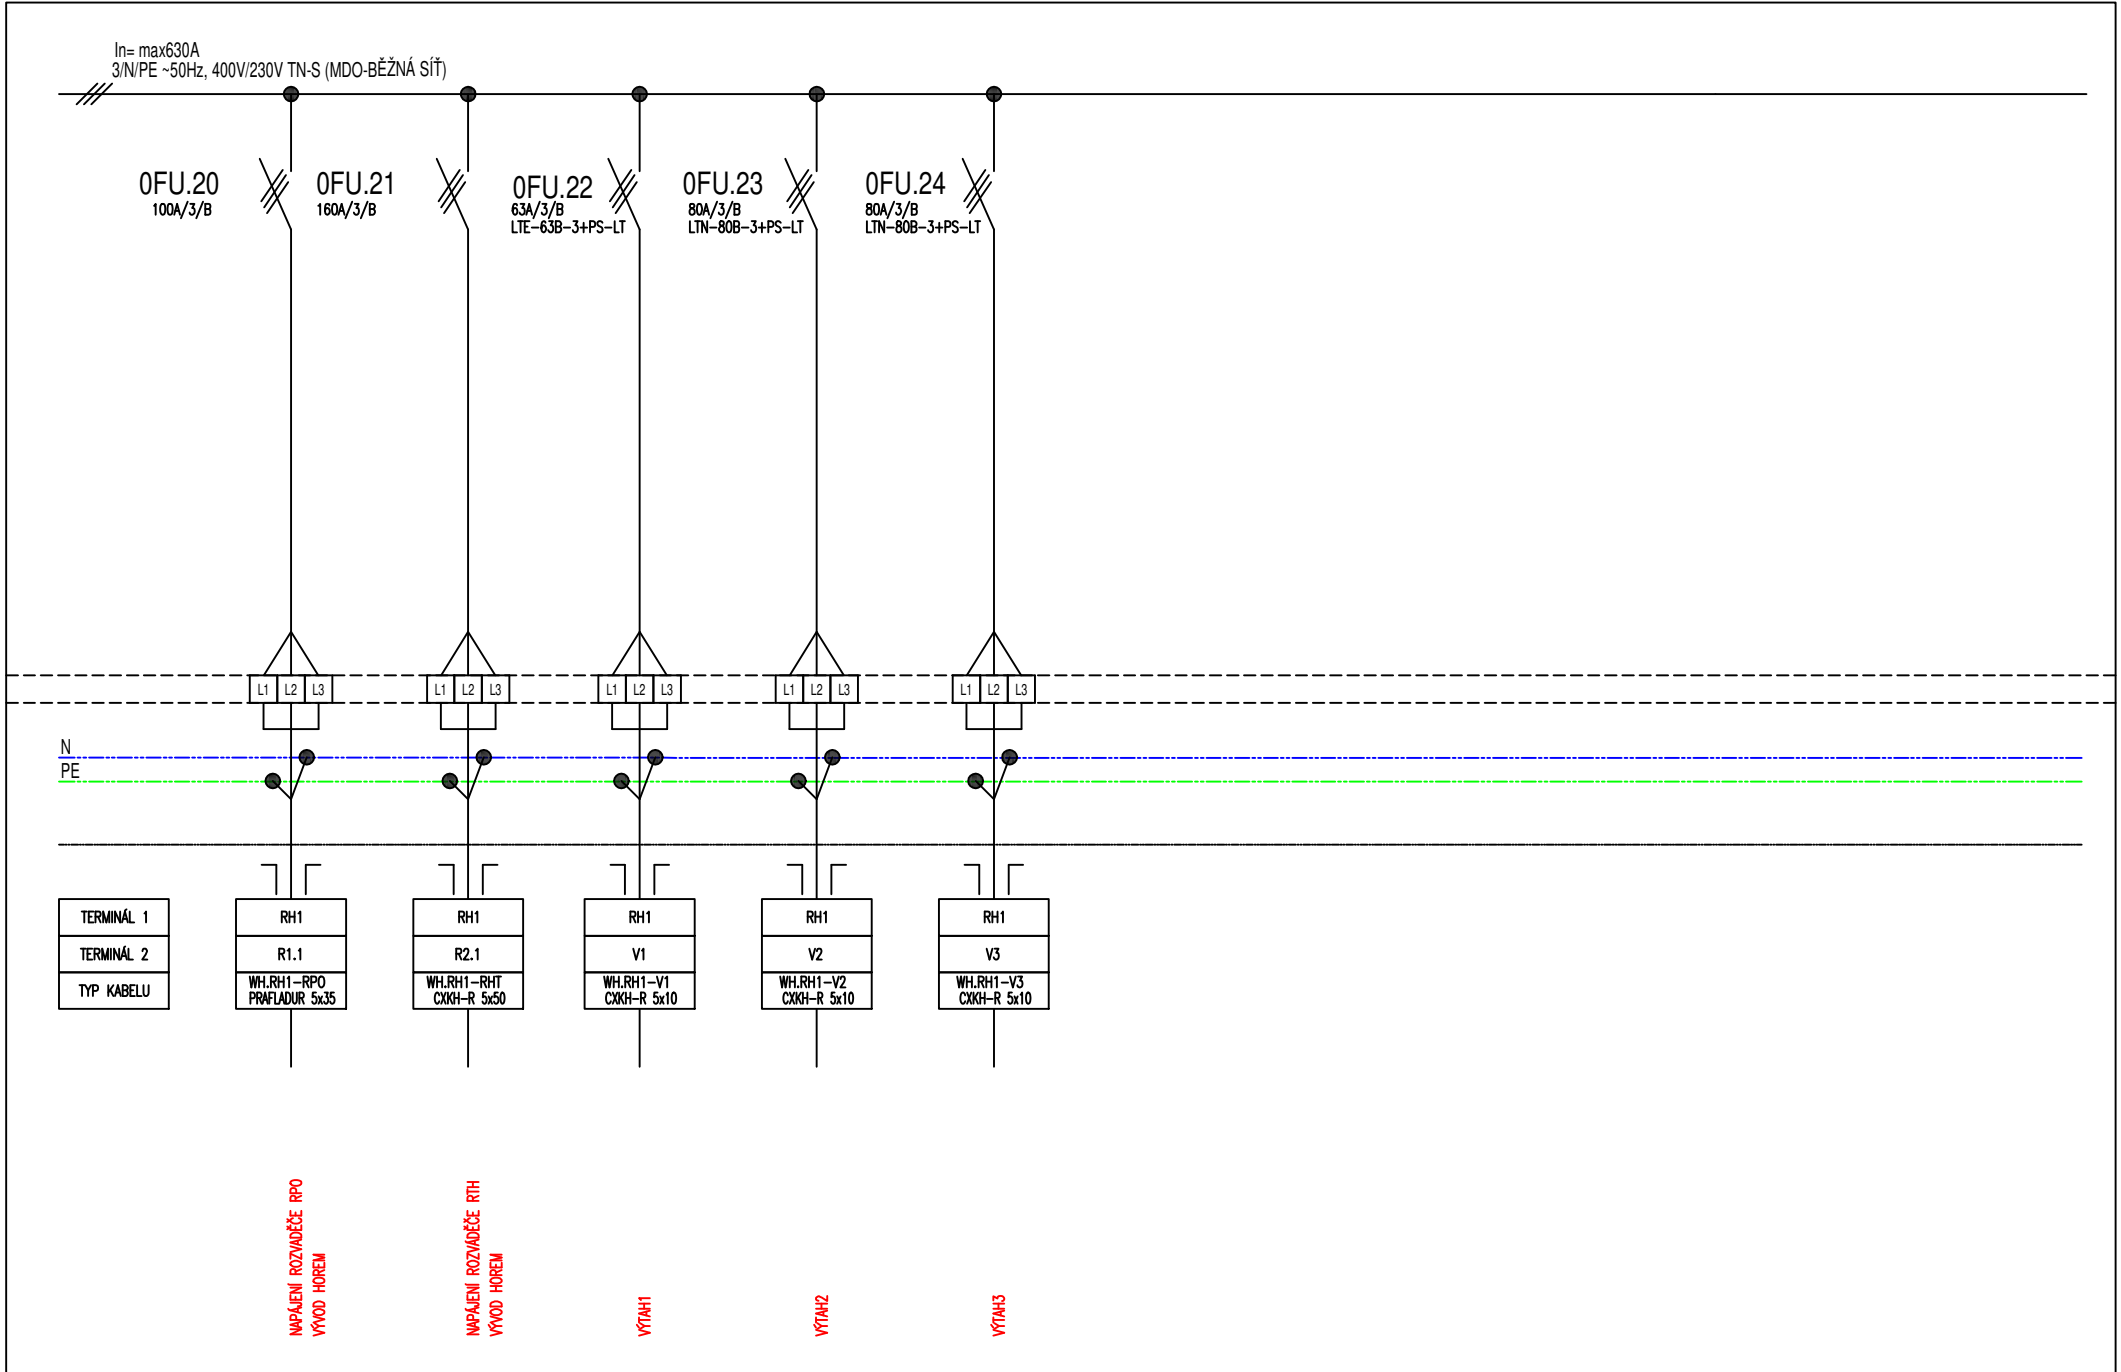 In= max630A
3/N/PE ~50Hz, 400V/230V TN-S (MDO-BĚŽNÁ SÍŤ)
0FU.20
100A/3/B
0FU.21
160A/3/B
0FU.22
63A/3/B
LTE-63B-3+PS-LT
0FU.23
80A/3/B
LTN-80B-3+PS-LT
0FU.24
80A/3/B
LTN-80B-3+PS-LT
L1 L2 L3
L1 L2 L3
L1 L2 L3
L1 L2 L3
L1 L2 L3
N
PE
TERMINÁL 1
TERMINÁL 2
TYP KABELU
RH1
R1.1
WH.RH1-RPO
PRAFLADUR 5x35
RH1
R2.1
WH.RH1-RHT
CXKH-R 5x50
RH1
V1
WH.RH1-V1
CXKH-R 5x10
RH1
V2
WH.RH1-V2
CXKH-R 5x10
RH1
V3
WH.RH1-V3
CXKH-R 5x10
NAPÁJENÍ ROZVADĚČE RPO
VÝVOD HOREM
NAPÁJENÍ ROZVÁDĚČE RTH
VÝVOD HOREM
VÝTAH1
VÝTAH2
VÝTAH3